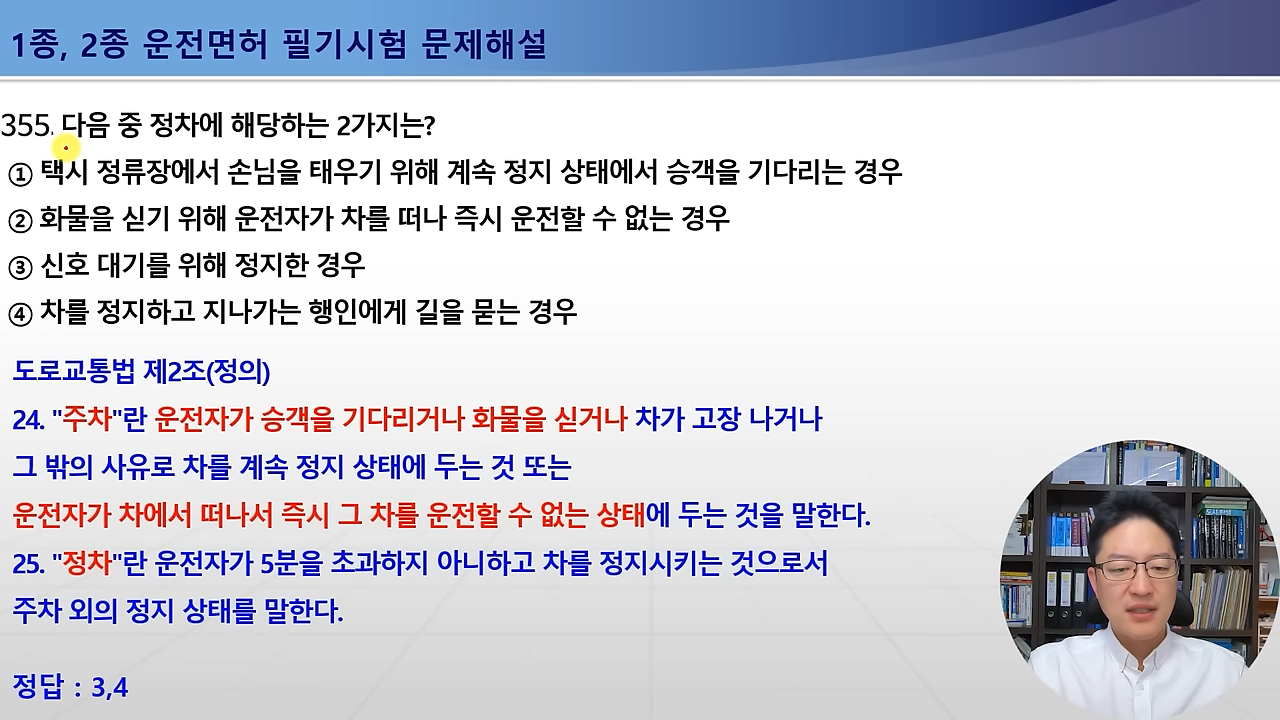 1종, 2종 운전면허 필기시험 문제해설
355. 다음 중 정차에 해당하는 2가지는?
① 택시 정류장에서 손님을 태우기 위해 계속 정지 상태에서 승객을 기다리는 경우
② 화물을 싣기 위해 운전자가 차를 떠나 즉시 운전할 수 없는 경우
③ 신호 대기를 위해 정지한 경우
④ 차를 정지하고 지나가는 행인에게 길을 묻는 경우
도로교통법 제2조(정의)
24. "주차"란 운전자가 승객을 기다리거나 화물을 싣거나 차가 고장 나거나
그 밖의 사유로 차를 계속 정지 상태에 두는 것 또는
운전자가 차에서 떠나서 즉시 그 차를 운전할 수 없는 상태에 두는 것을 말한다.
25. "정차"란 운전자가 5분을 초과하지 아니하고 차를 정지시키는 것으로서
주차 외의 정지 상태를 말한다.
정답 : 3,4